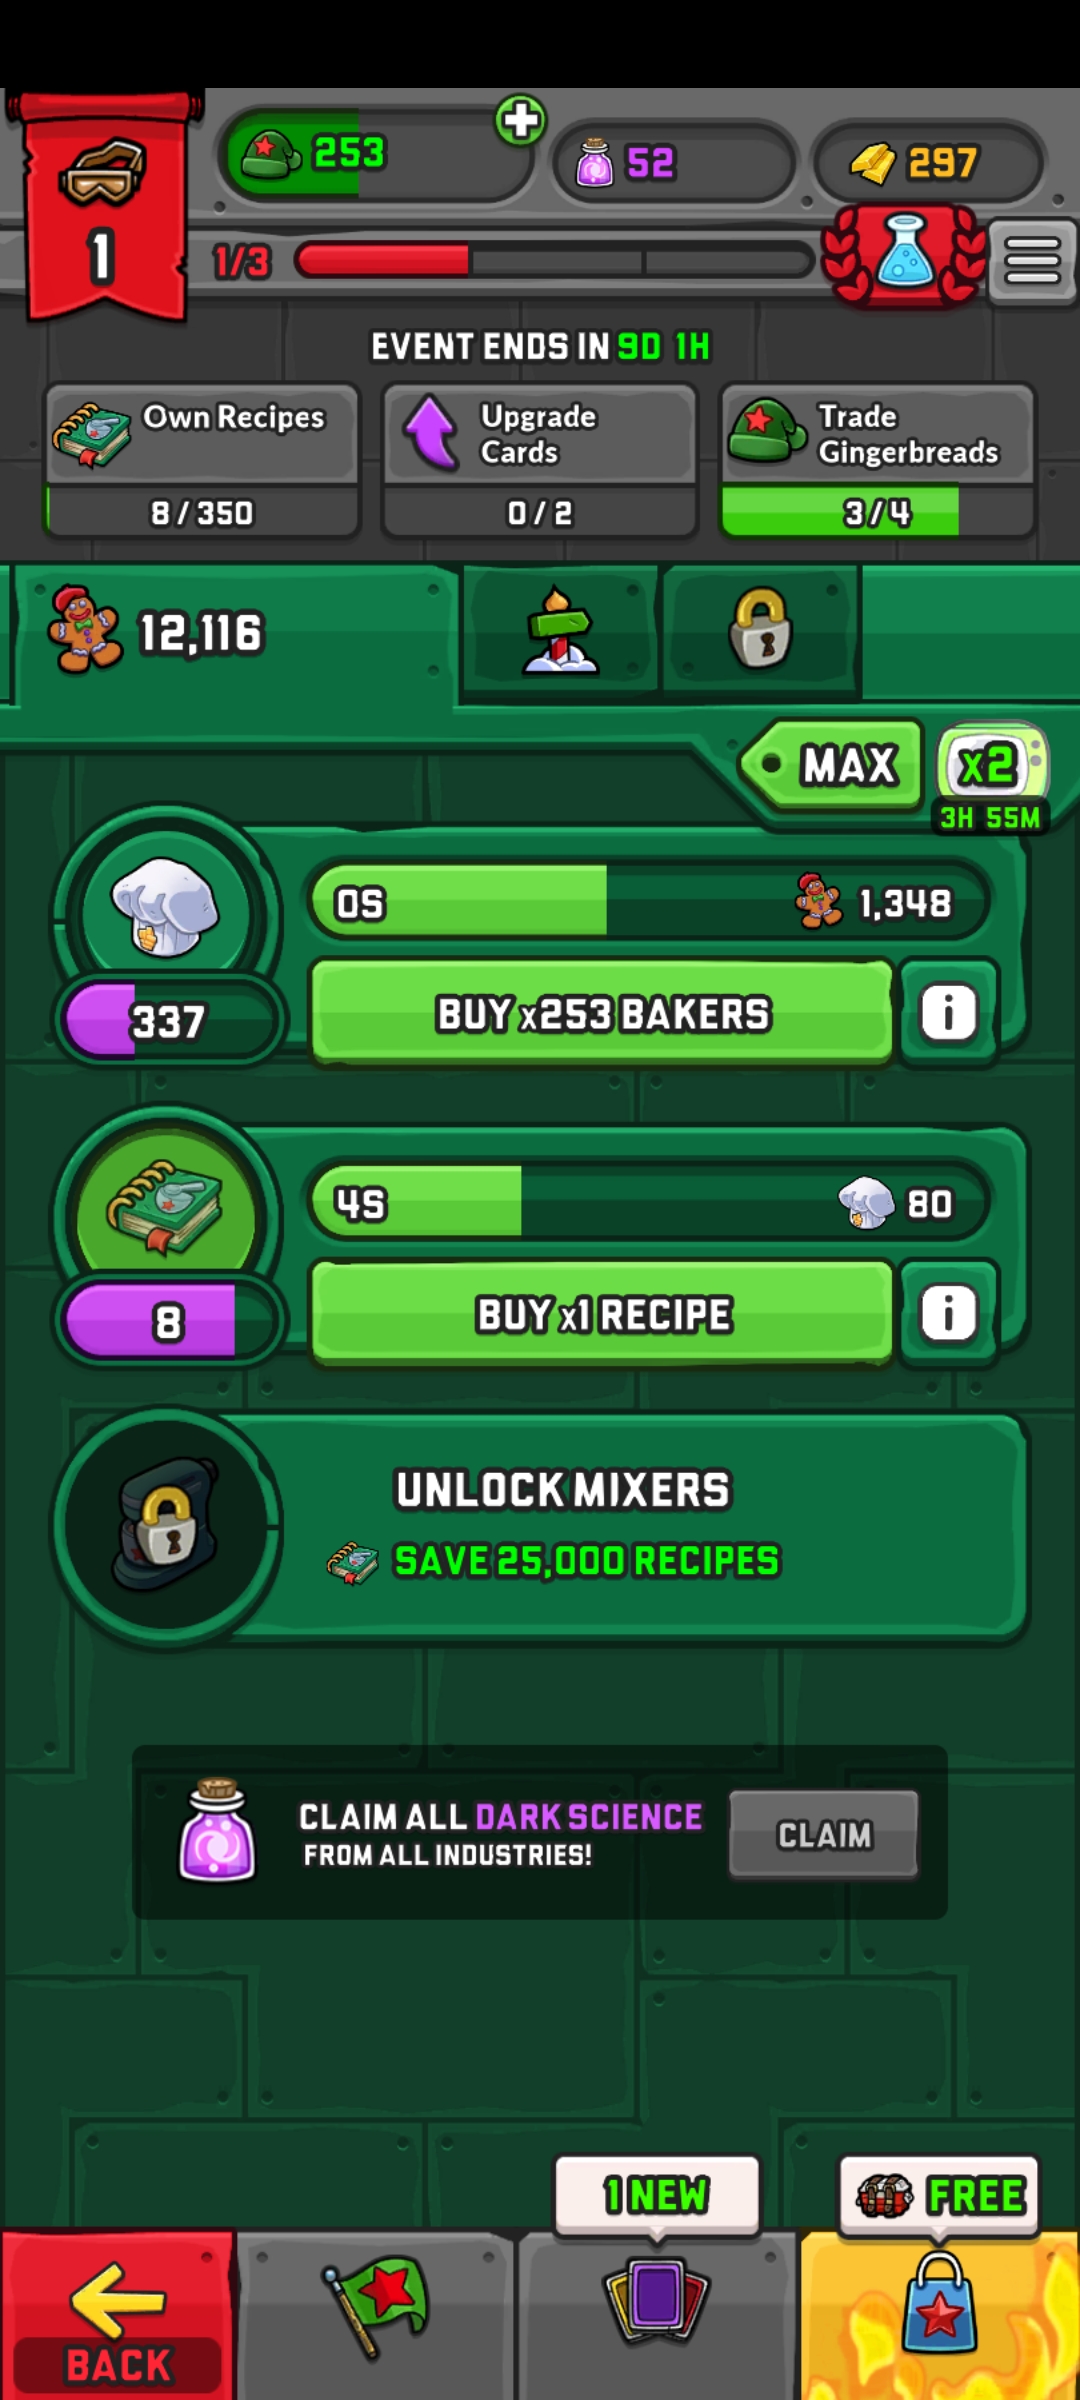 253
52
297
1
1/3
EVENT ENDS IN 9D 1H
Own Recipes
8/350
Upgrade
Cards
0/2
Trade
Gingerbreads
3/4
12,116
MAX
x2
3H 55M
0S
1,348
337
BUY x253 BAKERS
i
4S
80
8
BUY x1 RECIPE
i
UNLOCK MIXERS
SAVE 25,000 RECIPES
CLAIM ALL DARK SCIENCE
FROM ALL INDUSTRIES!
CLAIM
1 NEW
FREE
BACK